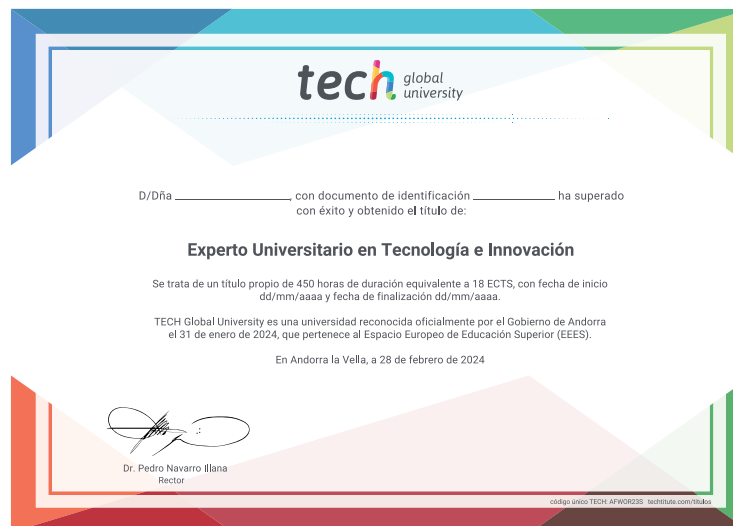 tech global university
D/Dña ________________, con documento de identificación ____________ ha superado
con éxito y obtenido el título de:
Experto Universitario en Tecnología e Innovación
Se trata de un título propio de 450 horas de duración equivalente a 18 ECTS, con fecha de inicio
dd/mm/aaaa y fecha de finalización dd/mm/aaaa.
TECH Global University es una universidad reconocida oficialmente por el Gobierno de Andorra
el 31 de enero de 2024, que pertenece al Espacio Europeo de Educación Superior (EEES).
En Andorra la Vella, a 28 de febrero de 2024
Dr. Pedro Navarro Illana
Rector
código único TECH: AFWOR23S techtitute.com/titulos